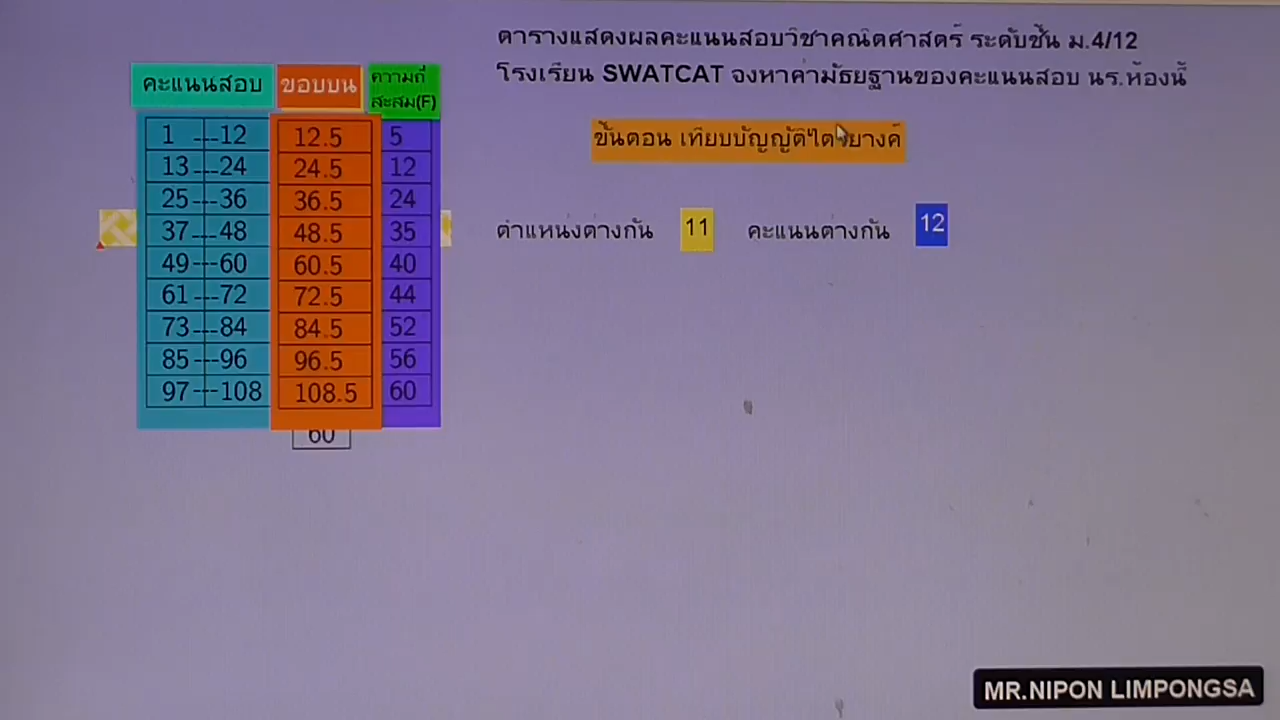 ตารางแสดงผลคะแนนสอบวิชาคณิตศาสตร์ ระดับชั้น ม.4/12
โรงเรียน SWATCAT จงหาค่ามัธยฐานของคะแนนสอบ นร.ห้องนี้
คะแนนสอบ ขอบบน ความถี่สะสม(F)
ขั้นตอน เทียบบัญญัติไตรยางค์
1 --- 12 12.5 5
13 --- 24 24.5 12
25 --- 36 36.5 24
37 --- 48 48.5 35
ตำแหน่งต่างกัน 11 คะแนนต่างกัน 12
49 --- 60 60.5 40
61 --- 72 72.5 44
73 --- 84 84.5 52
85 --- 96 96.5 56
97 --- 108 108.5 60
60
MR.NIPON LIMPONGSA